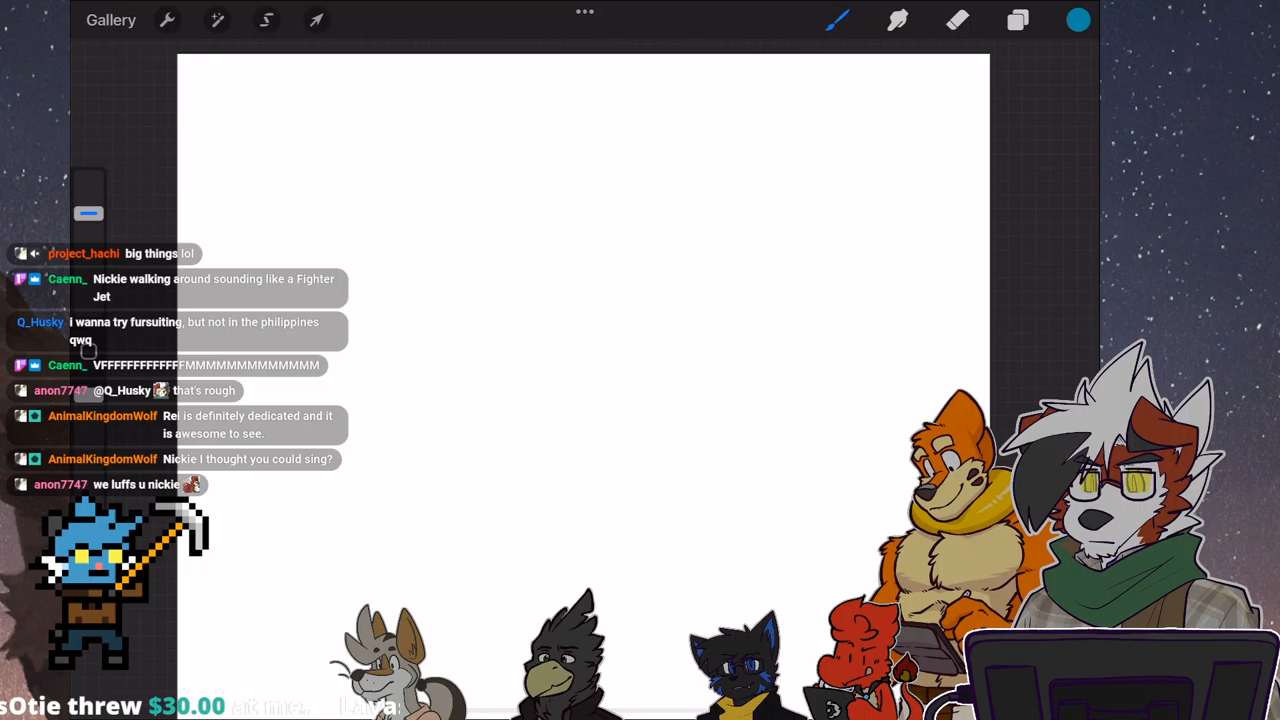 Gallery
project_hachi big things lol
Caenn_ Nickie walking around sounding like a Fighter
Jet
Q_Husky i wanna try fursuiting, but not in the philippines
qwq
Caenn_ VFFFFFFFFFFFFMMMMMMMMMMMMM
anon7747 @Q_Husky that's rough
AnimalKingdomWolf Rei is definitely dedicated and it
is awesome to see.
AnimalKingdomWolf Nickie I thought you could sing?
anon7747 we luffs u nickie
sOtie threw $30.00 at me.